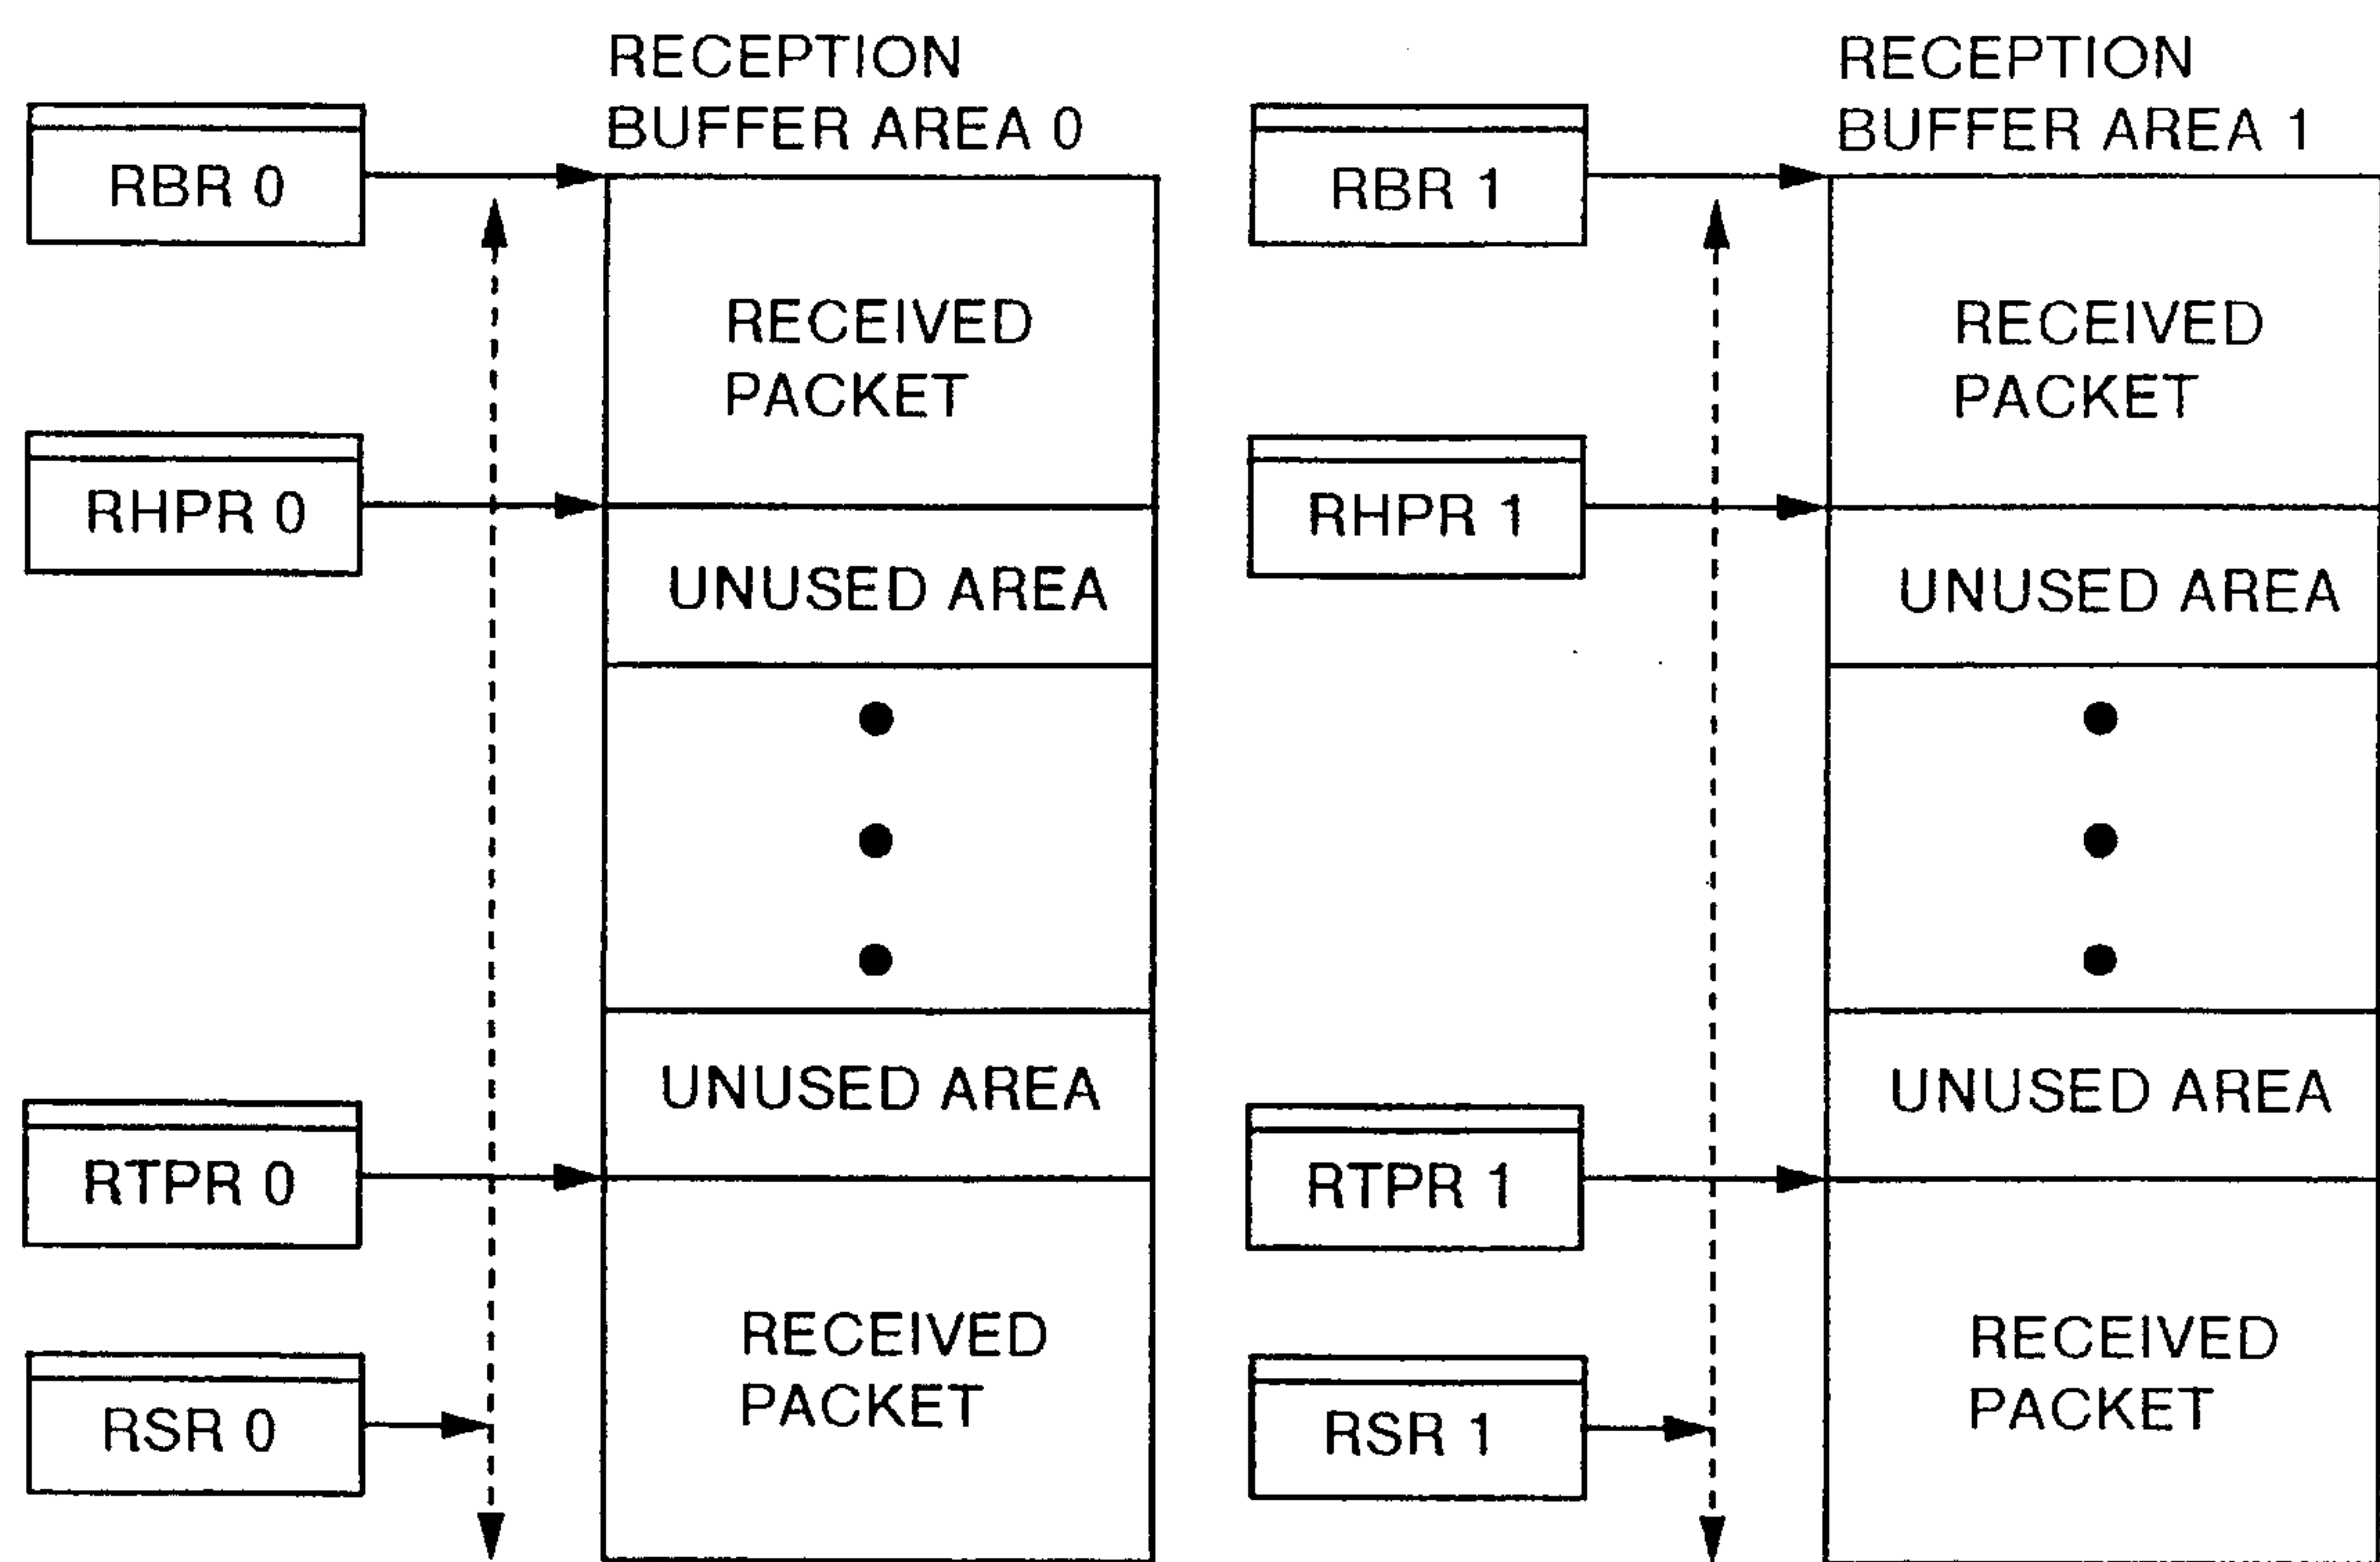 RECEPTION
BUFFER AREA 0
RBR 0
RECEIVED
PACKET
RHPR 0
UNUSED AREA
UNUSED AREA
RTPR 0
RECEIVED
PACKET
RSR 0
RECEPTION
BUFFER AREA 1
RBR 1
RECEIVED
PACKET
RHPR 1
UNUSED AREA
UNUSED AREA
RTPR 1
RECEIVED
PACKET
RSR 1